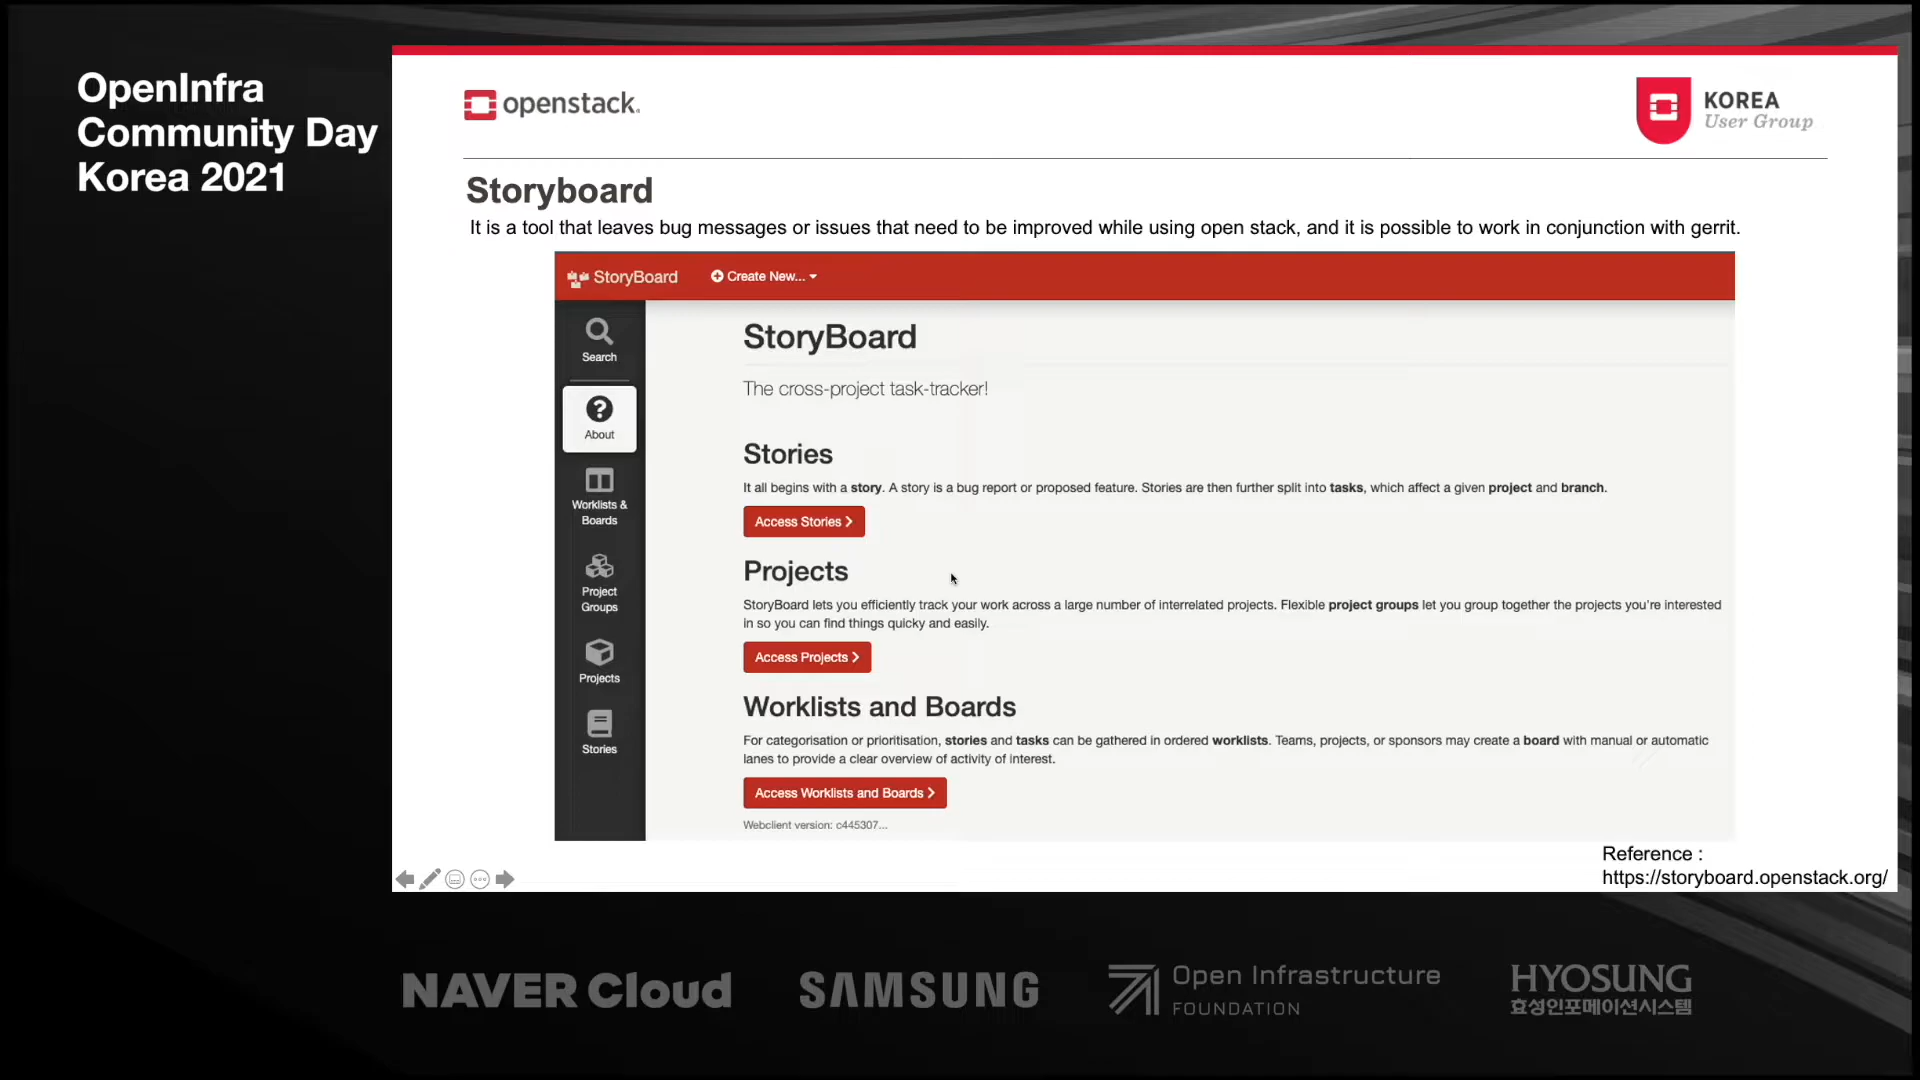 OpenInfra
Community Day
Korea 2021
openstack.
KOREA
User Group
Storyboard
It is a tool that leaves bug messages or issues that need to be improved while using open stack, and it is possible to work in conjunction with gerrit.
StoryBoard
Create New...
Search
About
Worklists &
Boards
Project
Groups
Projects
Stories
StoryBoard
The cross-project task-tracker!
Stories
It all begins with a story. A story is a bug report or proposed feature. Stories are then further split into tasks, which affect a given project and branch.
Access Stories
Projects
StoryBoard lets you efficiently track your work across a large number of interrelated projects. Flexible project groups let you group together the projects you're interested
in so you can find things quicky and easily.
Access Projects
Worklists and Boards
For categorisation or prioritisation, stories and tasks can be gathered in ordered worklists. Teams, projects, or sponsors may create a board with manual or automatic
lanes to provide a clear overview of activity of interest.
Access Worklists and Boards
Webclient version: c445307...
Reference :
https://storyboard.openstack.org/
NAVER Cloud
SAMSUNG
Open Infrastructure
FOUNDATION
HYOSUNG
효성인포메이션시스템